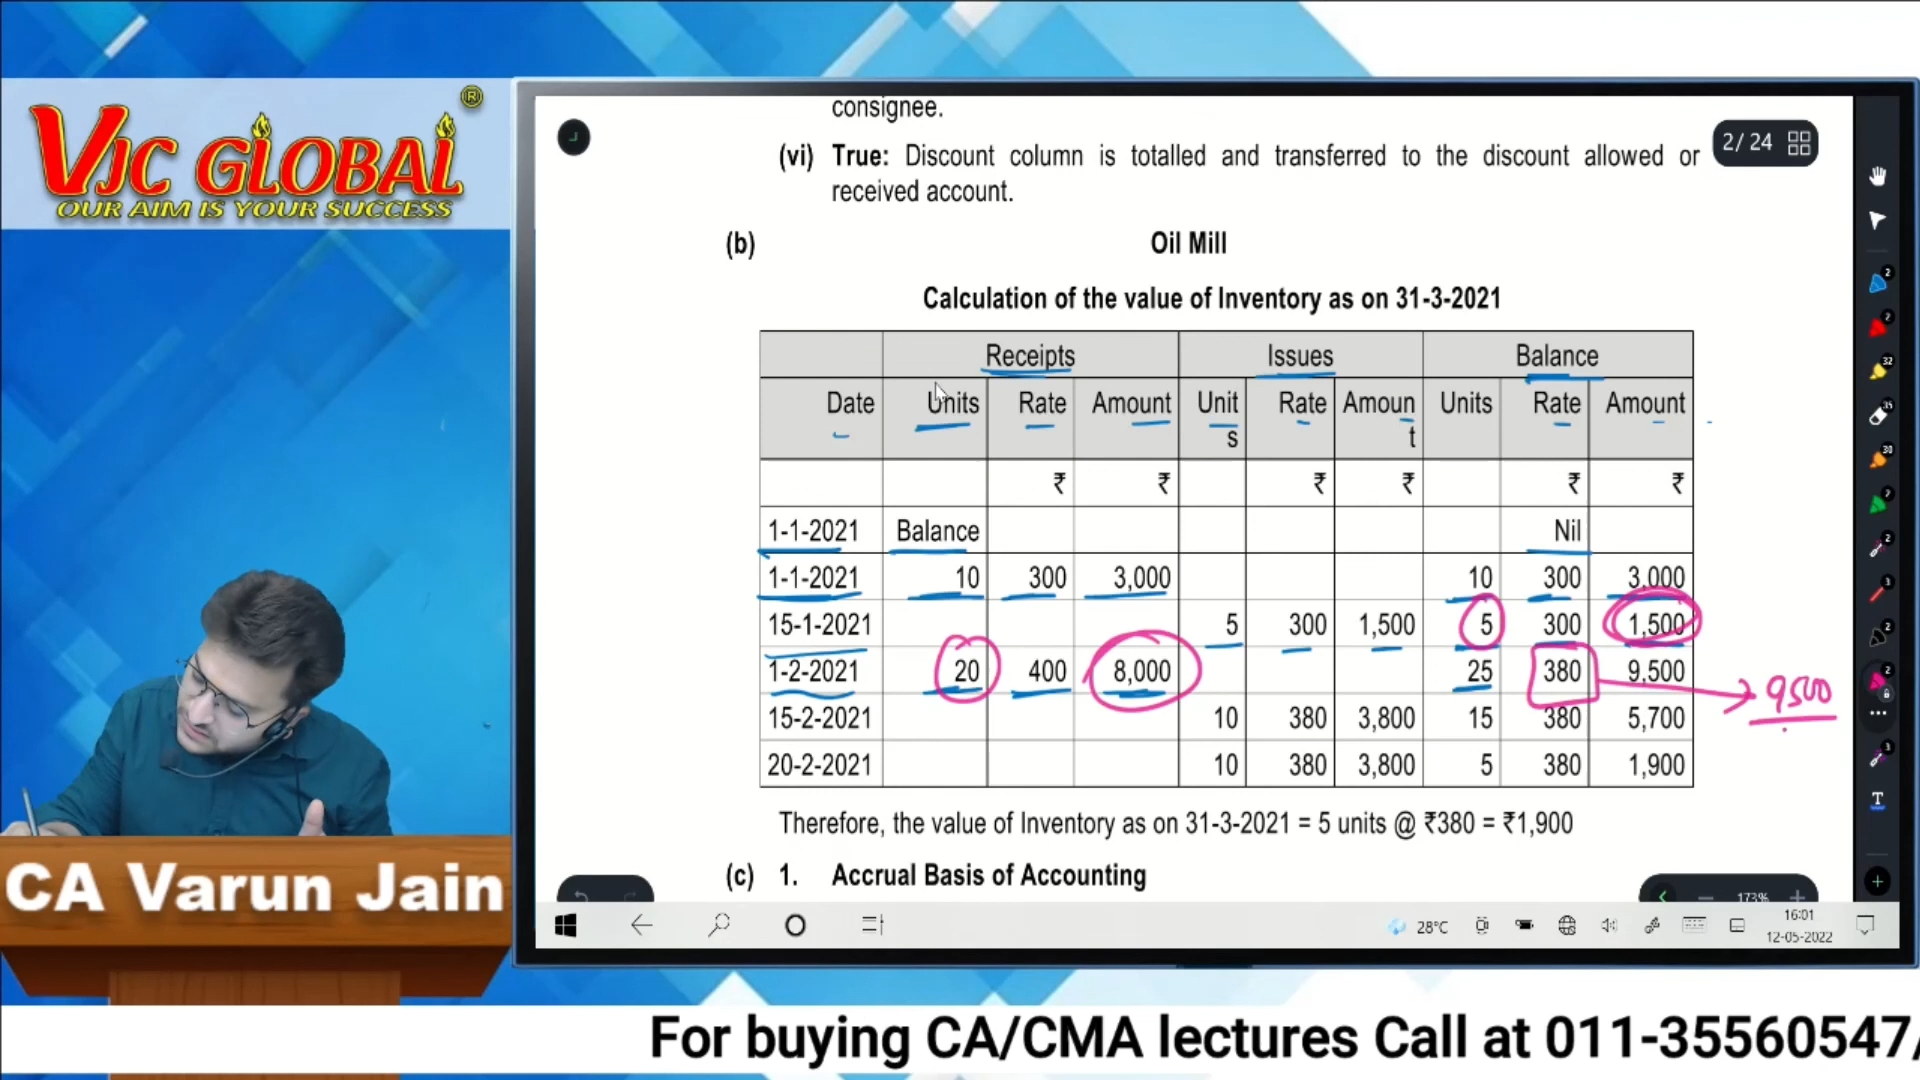 VJC GLOBAL ®
OUR AIM IS YOUR SUCCESS
consignee.
(vi) True: Discount column is totalled and transferred to the discount allowed or
received account.
2/ 24
(b) Oil Mill
Calculation of the value of Inventory as on 31-3-2021
Receipts Issues Balance
Date Units Rate Amount Unit Rate Amoun Units Rate Amount
s t
₹ ₹ ₹ ₹ ₹ ₹
1-1-2021 Balance Nil
1-1-2021 10 300 3,000 10 300 3,000
15-1-2021 5 300 1,500 5 300 1,500
1-2-2021 20 400 8,000 25 380 9,500
9500
15-2-2021 10 380 3,800 15 380 5,700
20-2-2021 10 380 3,800 5 380 1,900
Therefore, the value of Inventory as on 31-3-2021 = 5 units @ ₹380 = ₹1,900
(c) 1. Accrual Basis of Accounting
173%
28°C
16:01
12-05-2022
CA Varun Jain
For buying CA/CMA lectures Call at 011-35560547/